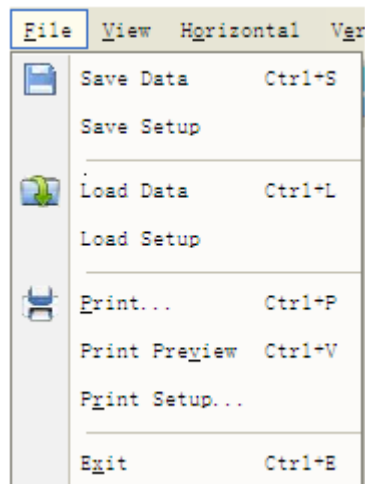 File View Horizontal Ver
Save Data Ctrl+S
Save Setup
Load Data Ctrl+L
Load Setup
Print... Ctrl+P
Print Preview Ctrl+V
Print Setup...
Exit Ctrl+E